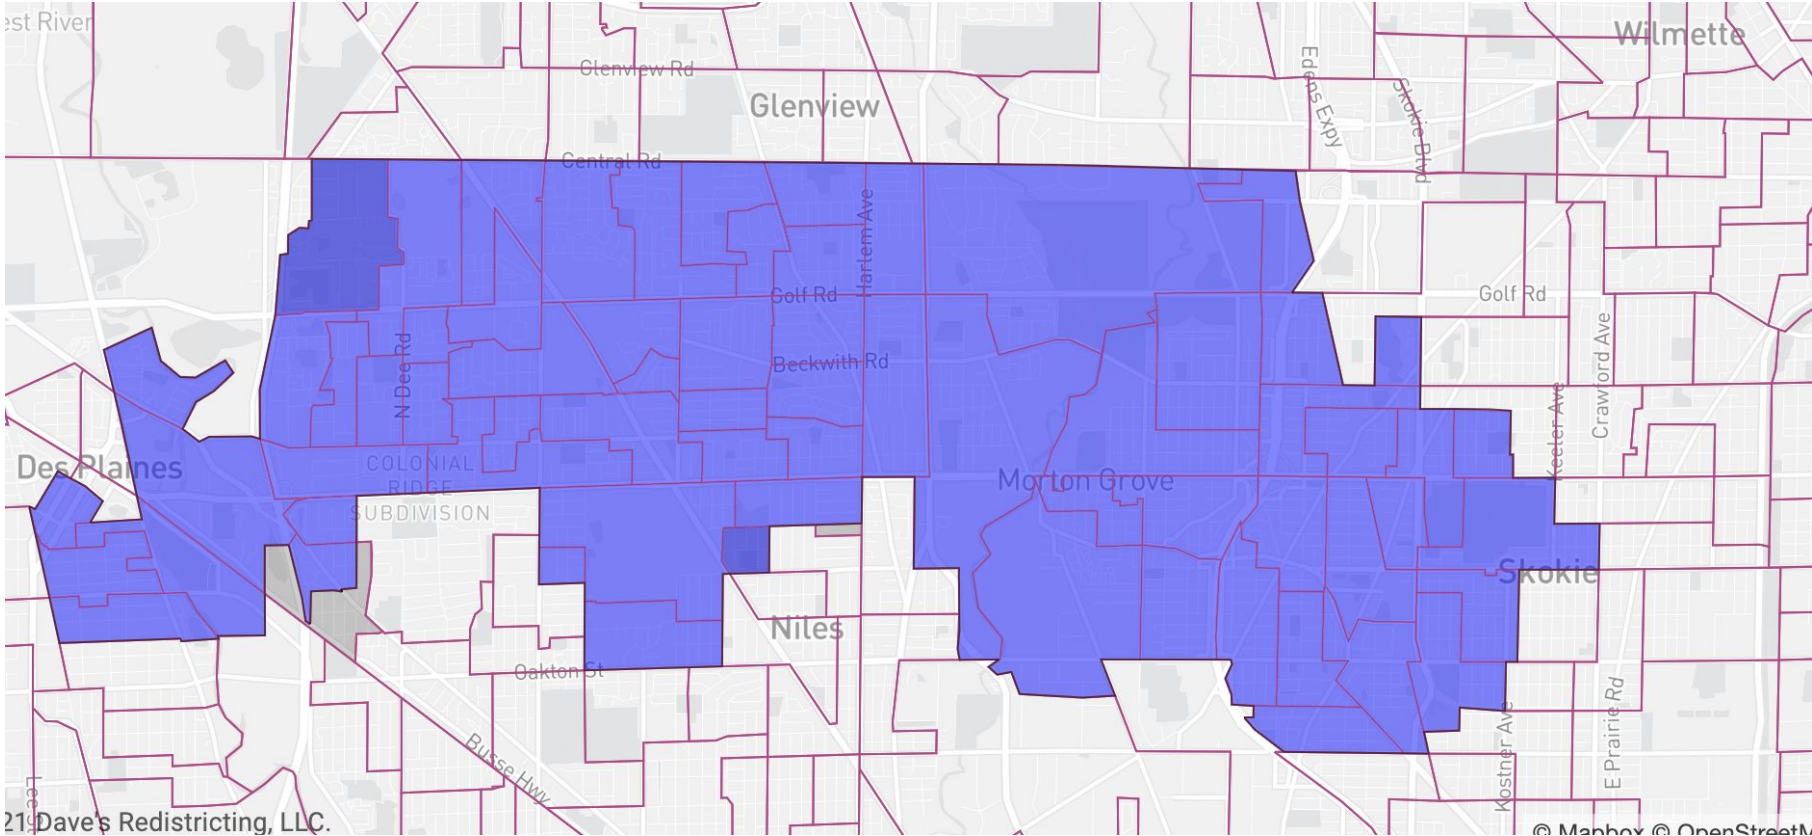 est River
Wilmette
Glenview Rd
Edens Expy
Skokie Blvd
Glenview
Central Rd
Harlem Ave
Golf Rd
Golf Rd
Crawford Ave
N Dee Rd
Beckwith Rd
Keeler Ave
Des Plaines
COLONIAL
RIDGE
SUBDIVISION
Morton Grove
Skokie
Niles
Oakton St
Kostner Ave
E Prairie Rd
Busse Hwy
Lee S
21 Dave's Redistricting, LLC.
© Mapbox © OpenStreetM